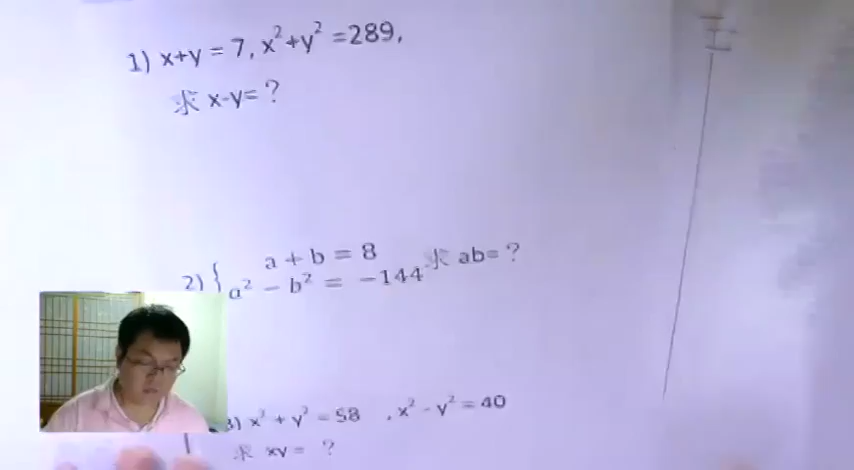 1) x+y = 7, x²+y² =289,
求 x-y= ?
2) { a + b = 8
a² − b² = −144 求 ab= ?
3) x²+y² =58 , x² - y² = 40
求 xy= ?